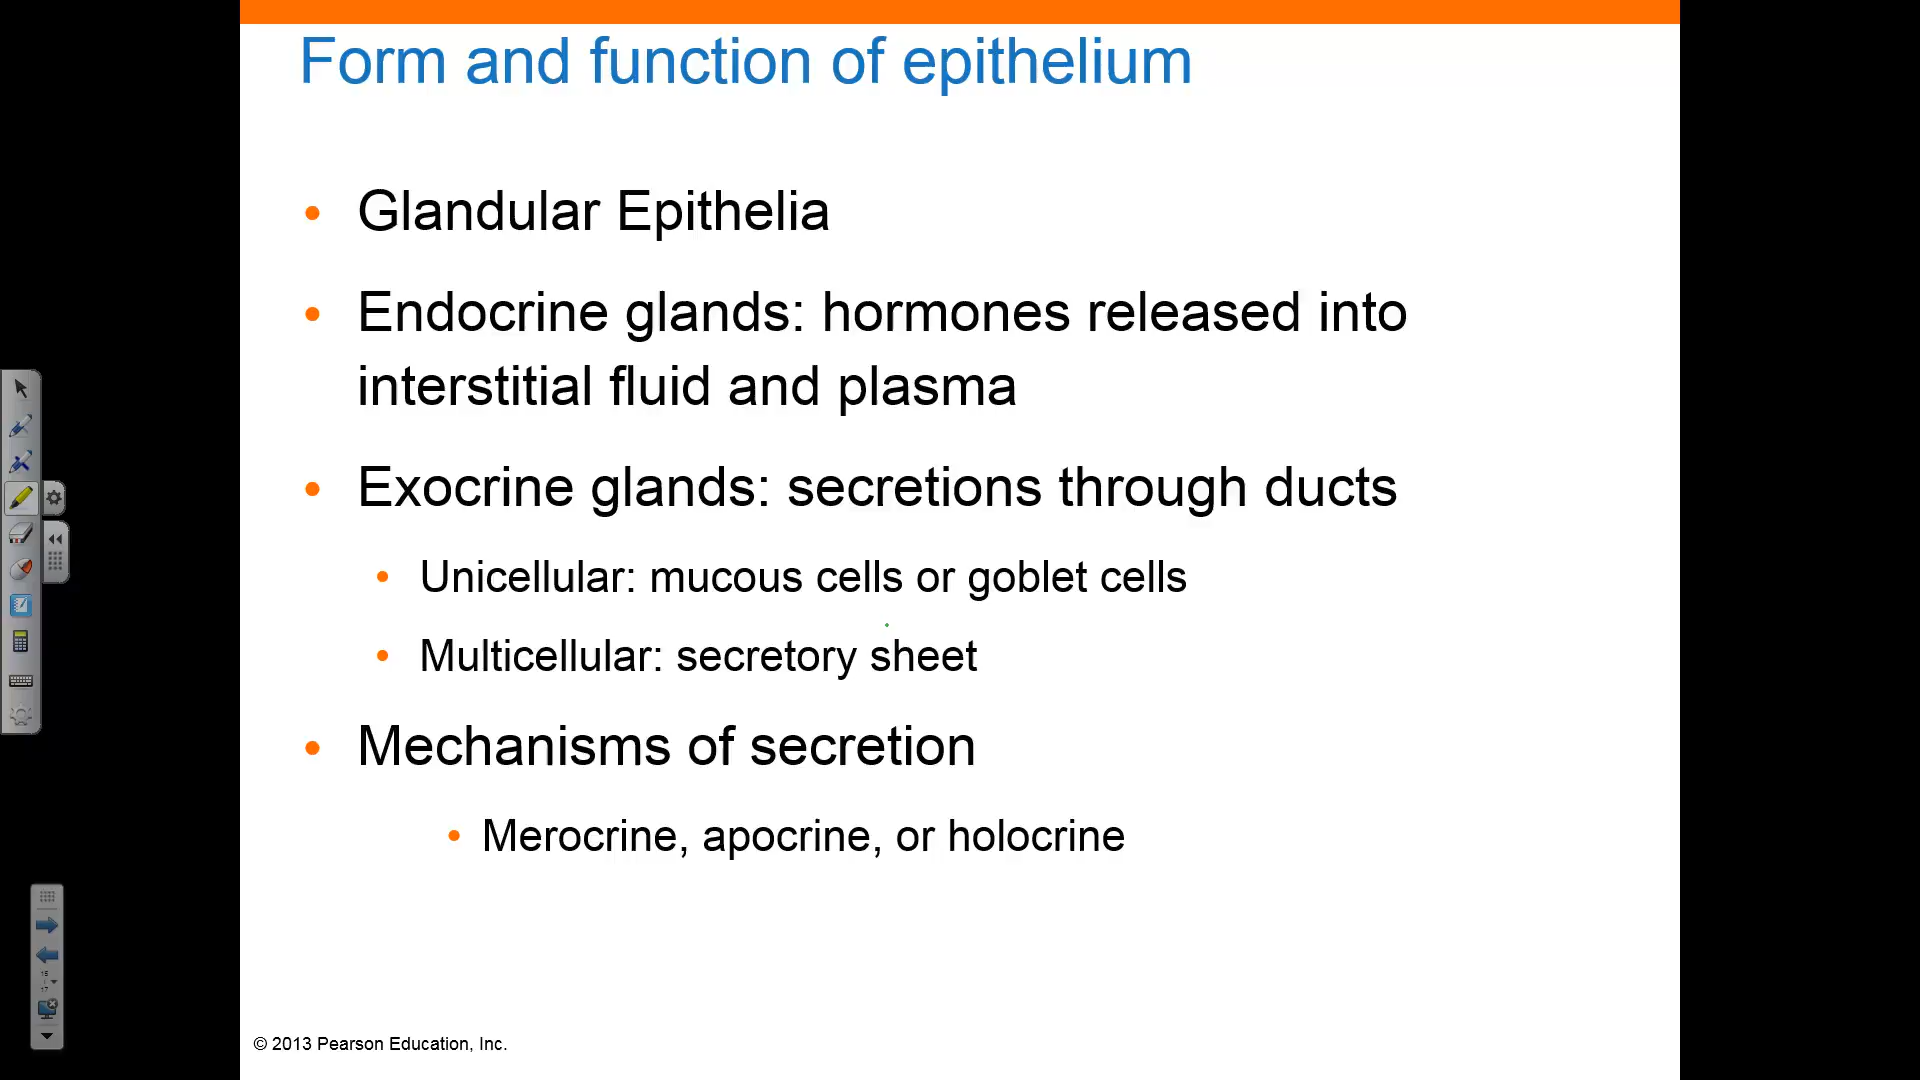 Form and function of epithelium
• Glandular Epithelia
• Endocrine glands: hormones released into
interstitial fluid and plasma
• Exocrine glands: secretions through ducts
• Unicellular: mucous cells or goblet cells
• Multicellular: secretory sheet
• Mechanisms of secretion
• Merocrine, apocrine, or holocrine
15
17
© 2013 Pearson Education, Inc.